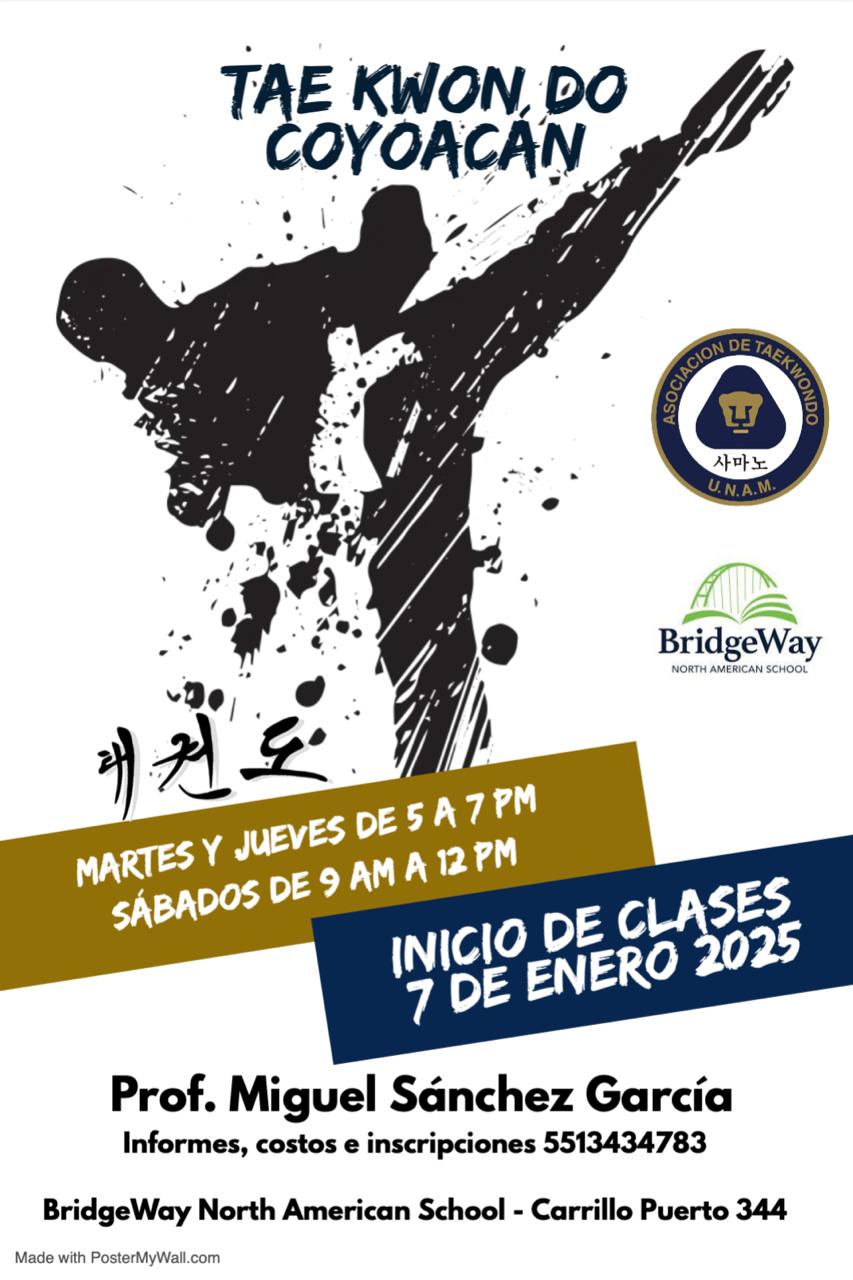 TAE KWON DO
COYOACÁN
ASOCIACION DE TAEKWONDO
사마노
U.N.A.M.
BridgeWay
NORTH AMERICAN SCHOOL
태권도
MARTES Y JUEVES DE 5 A 7 PM
SÁBADOS DE 9 AM A 12 PM
INICIO DE CLASES
7 DE ENERO 2025
Prof. Miguel Sánchez García
Informes, costos e inscripciones 5513434783
BridgeWay North American School - Carrillo Puerto 344
Made with PosterMyWall.com